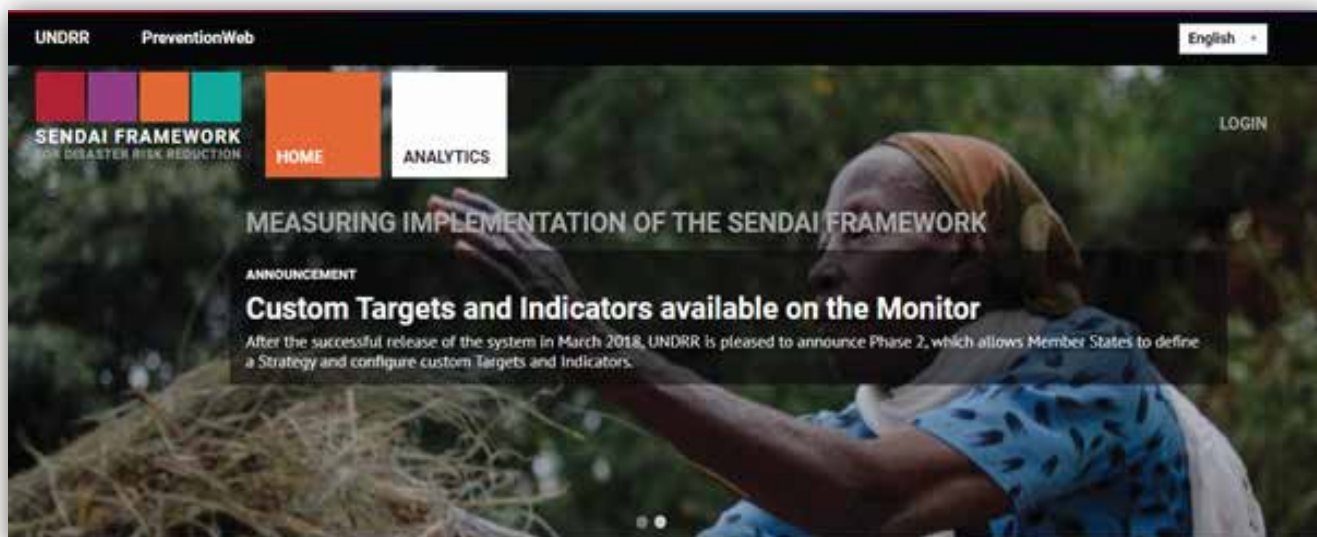 UNDRR PreventionWeb English
SENDAI FRAMEWORK
FOR DISASTER RISK REDUCTION
HOME
ANALYTICS
LOGIN
MEASURING IMPLEMENTATION OF THE SENDAI FRAMEWORK
ANNOUNCEMENT
Custom Targets and Indicators available on the Monitor
After the successful release of the system in March 2018, UNDRR is pleased to announce Phase 2, which allows Member States to define
a Strategy and configure custom Targets and Indicators.